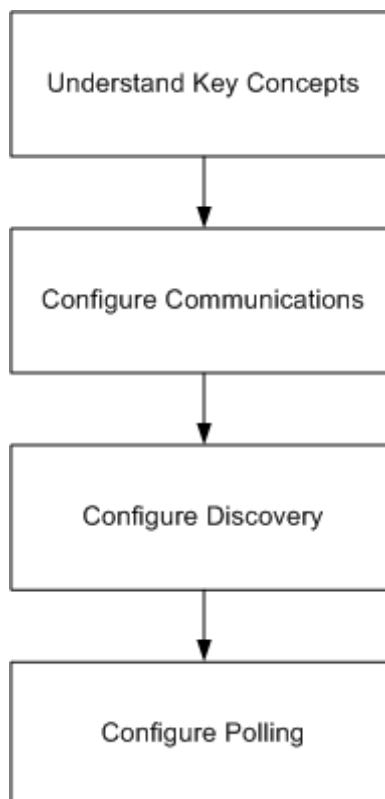 Understand Key Concepts
Configure Communications
Configure Discovery
Configure Polling